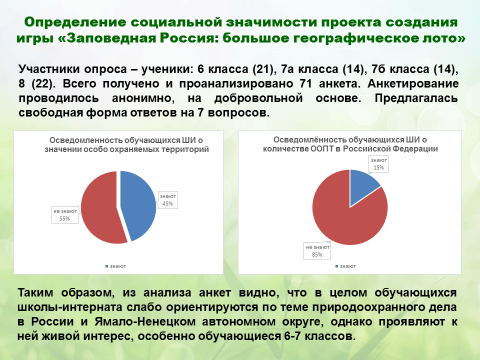 Определение социальной значимости проекта создания
игры «Заповедная Россия: большое географическое лото»
Участники опроса – ученики: 6 класса (21), 7а класса (14), 7б класса (14),
8 (22). Всего получено и проанализировано 71 анкета. Анкетирование
проводилось анонимно, на добровольной основе. Предлагалась
свободная форма ответов на 7 вопросов.
Осведомленность обучающихся ШИ о
значении особо охраняемых территорий
знают
45%
не знают
55%
знают
Осведомлённость обучающихся ШИ о
количестве ООПТ в Российской Федерации
знают
15%
не знают
85%
знают
Таким образом, из анализа анкет видно, что в целом обучающихся
школы-интерната слабо ориентируются по теме природоохранного дела
в России и Ямало-Ненецком автономном округе, однако проявляют к
ней живой интерес, особенно обучающиеся 6-7 классов.